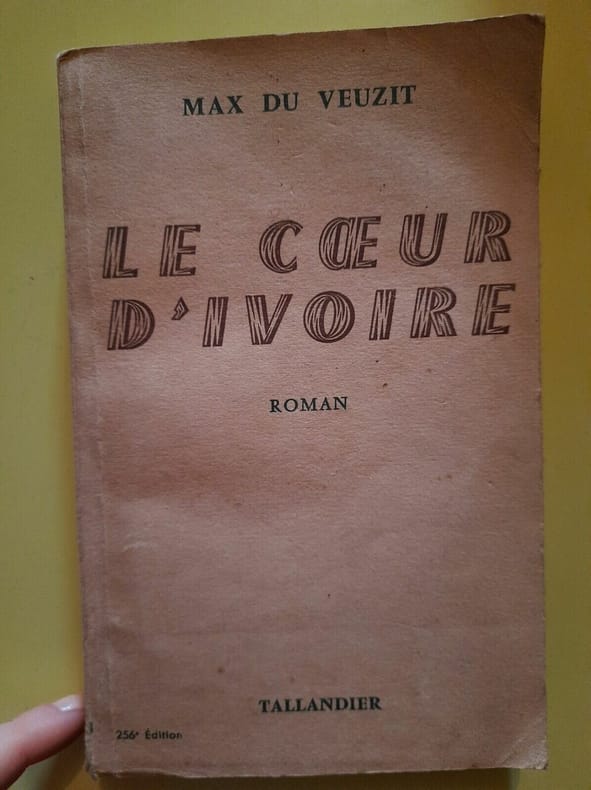 MAX DU VEUZIT
LE CŒUR
D'IVOIRE
ROMAN
TALLANDIER
256e Édition